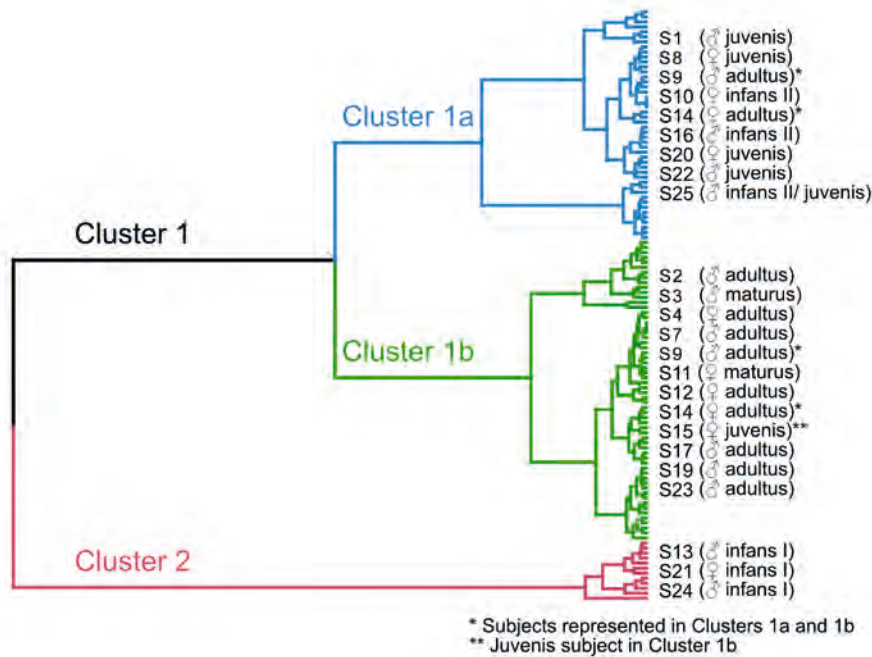 Cluster 1a
S1 (♂ juvenis)
S8 (♀ juvenis)
S9 (♂ adultus)*
S10 (♀ infans II)
S14 (♀ adultus)*
S16 (♂ infans II)
S20 (♀ juvenis)
S22 (♂ juvenis)
S25 (♂ infans II/ juvenis)
Cluster 1
Cluster 1b
S2 (♂ adultus)
S3 (♂ maturus)
S4 (♀ adultus)
S7 (♂ adultus)
S9 (♂ adultus)*
S11 (♀ maturus)
S12 (♀ adultus)
S14 (♀ adultus)*
S15 (♀ juvenis)**
S17 (♂ adultus)
S19 (♂ adultus)
S23 (♂ adultus)
Cluster 2
S13 (♂ infans I)
S21 (♀ infans I)
S24 (♂ infans I)
* Subjects represented in Clusters 1a and 1b
** Juvenis subject in Cluster 1b